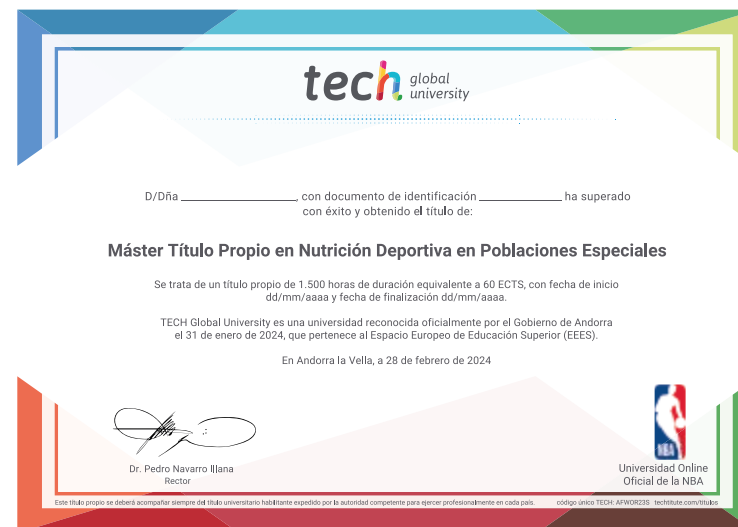 tech global university
D/Dña ______________, con documento de identificación __________ ha superado
con éxito y obtenido el título de:
Máster Título Propio en Nutrición Deportiva en Poblaciones Especiales
Se trata de un título propio de 1.500 horas de duración equivalente a 60 ECTS, con fecha de inicio
dd/mm/aaaa y fecha de finalización dd/mm/aaaa.
TECH Global University es una universidad reconocida oficialmente por el Gobierno de Andorra
el 31 de enero de 2024, que pertenece al Espacio Europeo de Educación Superior (EEES).
En Andorra la Vella, a 28 de febrero de 2024
Dr. Pedro Navarro Illana
Rector
NBA
Universidad Online
Oficial de la NBA
Este título propio se deberá acompañar siempre del título universitario habilitante expedido por la autoridad competente para ejercer profesionalmente en cada país. código único TECH: AFWOR23S techtitute.com/titulos